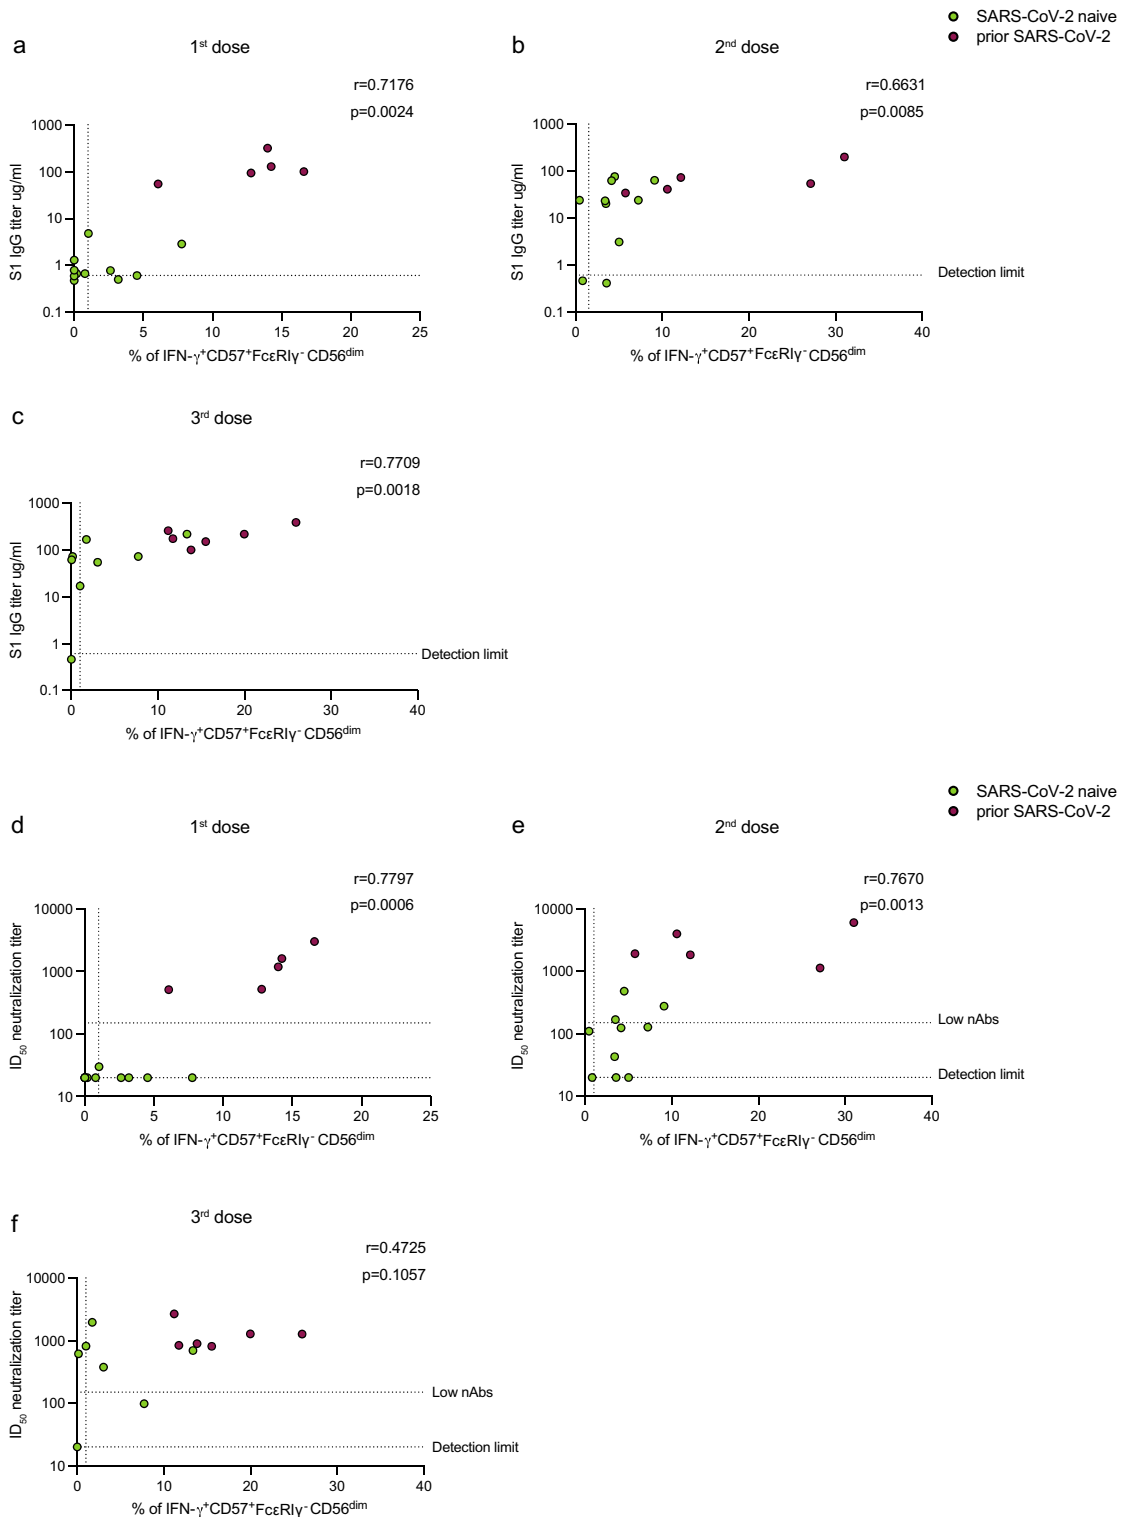 SARS-CoV-2 naive
prior SARS-CoV-2
a
1st dose
r=0.7176
p=0.0024
S1 IgG titer ug/ml
1000
100
10
1
0.1
0
5
10
15
20
25
% of IFN-γ+CD57+FcεRIγ- CD56dim
b
2nd dose
r=0.6631
p=0.0085
S1 IgG titer ug/ml
1000
100
10
1
0.1
Detection limit
0
10
20
30
40
% of IFN-γ+CD57+FcεRIγ- CD56dim
c
3rd dose
r=0.7709
p=0.0018
S1 IgG titer ug/ml
1000
100
10
1
0.1
Detection limit
0
10
20
30
40
% of IFN-γ+CD57+FcεRIγ- CD56dim
SARS-CoV-2 naive
prior SARS-CoV-2
d
1st dose
r=0.7797
p=0.0006
ID50 neutralization titer
10000
1000
100
10
0
5
10
15
20
25
% of IFN-γ+CD57+FcεRIγ- CD56dim
e
2nd dose
r=0.7670
p=0.0013
ID50 neutralization titer
10000
1000
100
10
Low nAbs
Detection limit
0
10
20
30
40
% of IFN-γ+CD57+FcεRIγ- CD56dim
f
3rd dose
r=0.4725
p=0.1057
ID50 neutralization titer
10000
1000
100
10
Low nAbs
Detection limit
0
10
20
30
40
% of IFN-γ+CD57+FcεRIγ- CD56dim